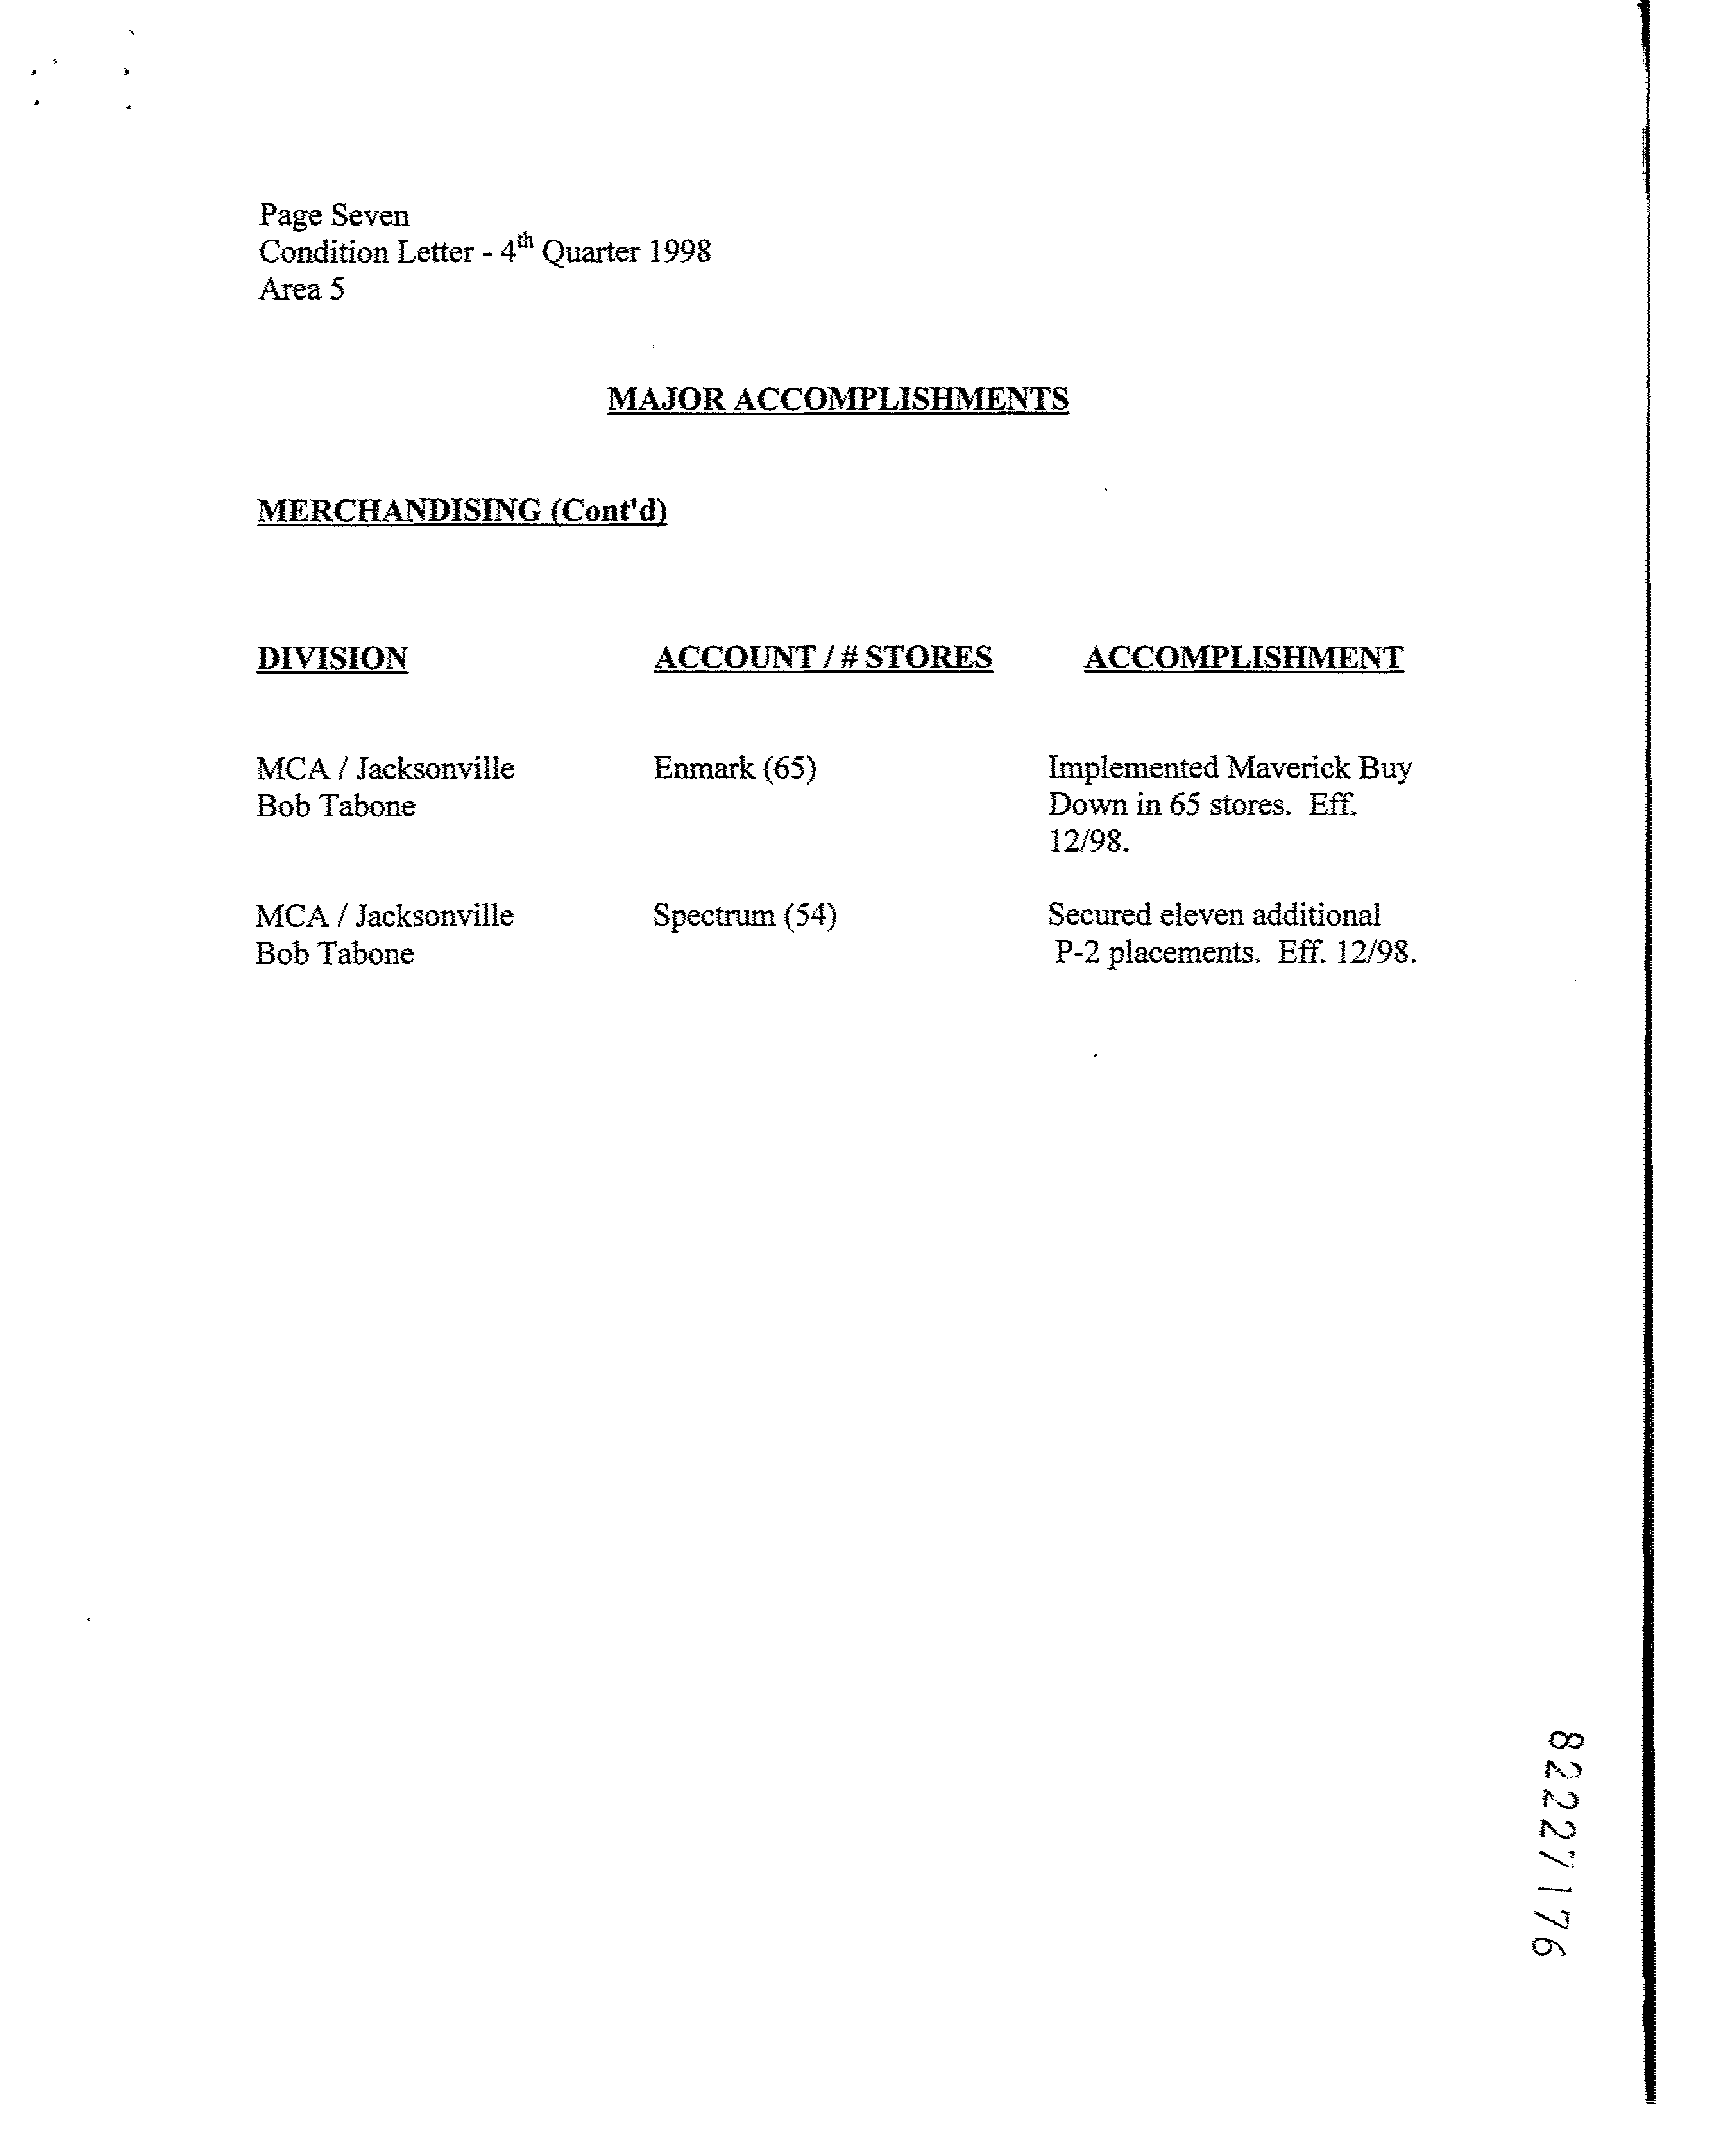 Page Seven
Condition Letter - 4th Quarter 1998
Area 5
MAJOR ACCOMPLISHMENTS
MERCHANDISING (Cont'd)
DIVISION ACCOUNT / # STORES ACCOMPLISHMENT
MCA / Jacksonville Enmark (65) Implemented Maverick Buy
Bob Tabone Down in 65 stores. Eff.
12/98.
MCA / Jacksonville Spectrum (54) Secured eleven additional
Bob Tabone P-2 placements. Eff. 12/98.
82227176